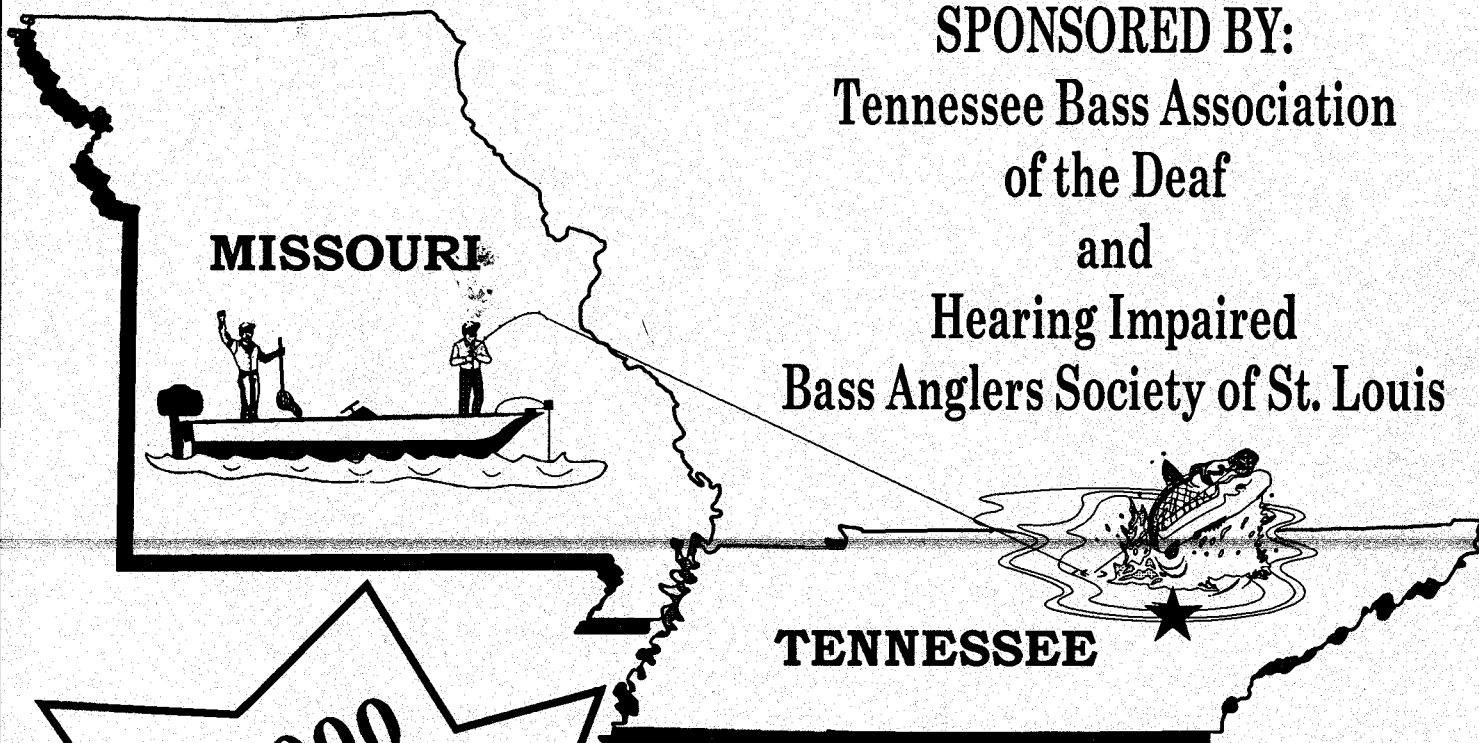 SPONSORED BY:
Tennessee Bass Association
of the Deaf
and
Hearing Impaired
Bass Anglers Society of St. Louis
MISSOURI
TENNESSEE